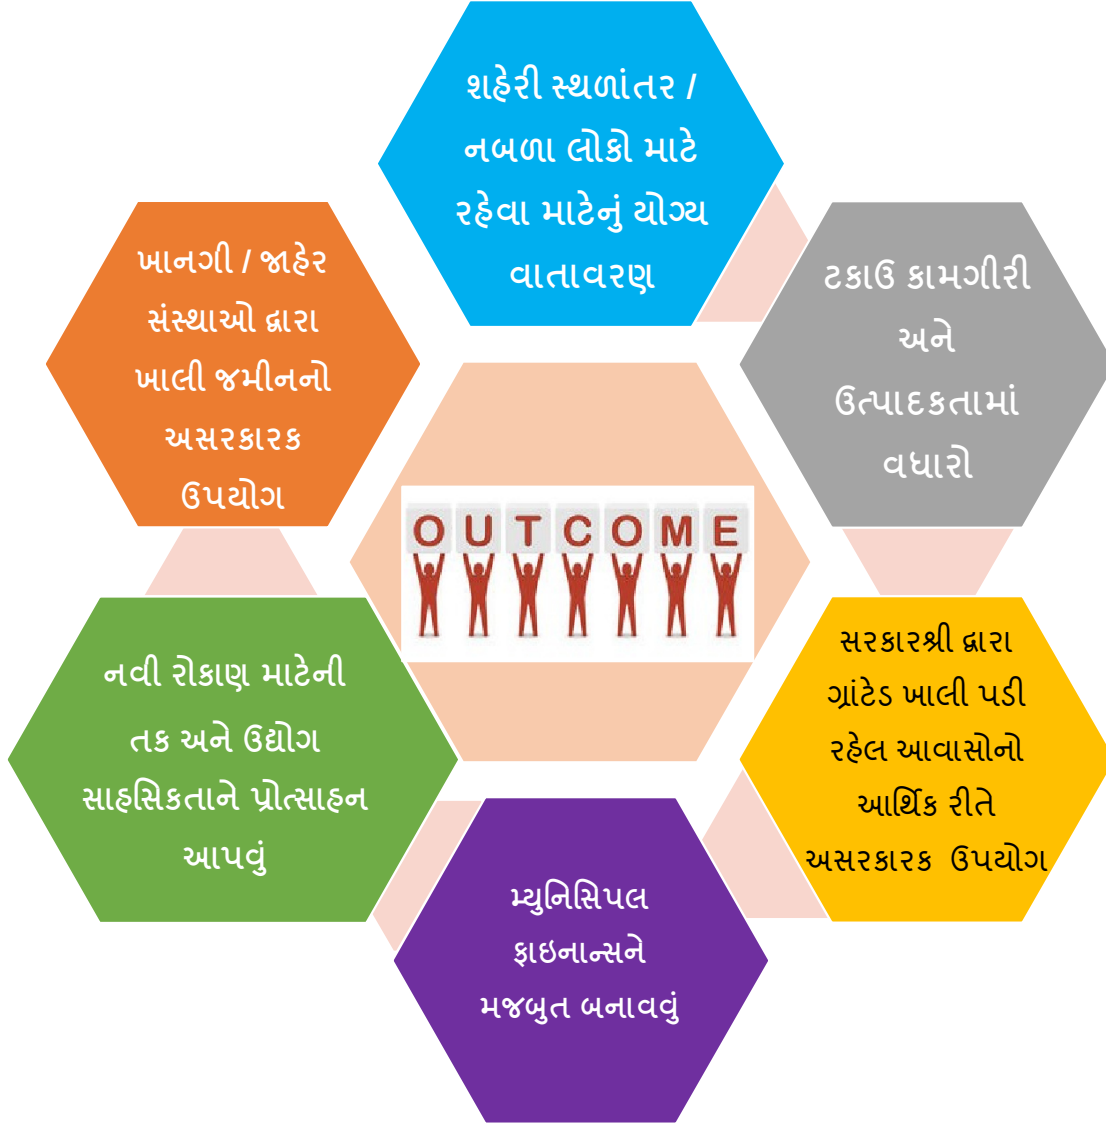 શહેરી સ્થળાંતર /
નબળા લોકો માટે
રહેવા માટેનું યોગ્ય
વાતાવરણ
ટકાઉ કામગીરી
અને
ઉત્પાદકતામાં
વધારો
સરકારશ્રી દ્વારા
ગ્રાંટેડ ખાલી પડી
રહેલ આવાસોનો
આર્થિક રીતે
અસરકારક ઉપયોગ
મ્યુનિસિપલ
ફાઇનાન્સને
મજબુત બનાવવું
નવી રોકાણ માટેની
તક અને ઉદ્યોગ
સાહસિકતાને પ્રોત્સાહન
આપવું
ખાનગી / જાહેર
સંસ્થાઓ દ્વારા
ખાલી જમીનનો
અસરકારક
ઉપયોગ
OUTCOME